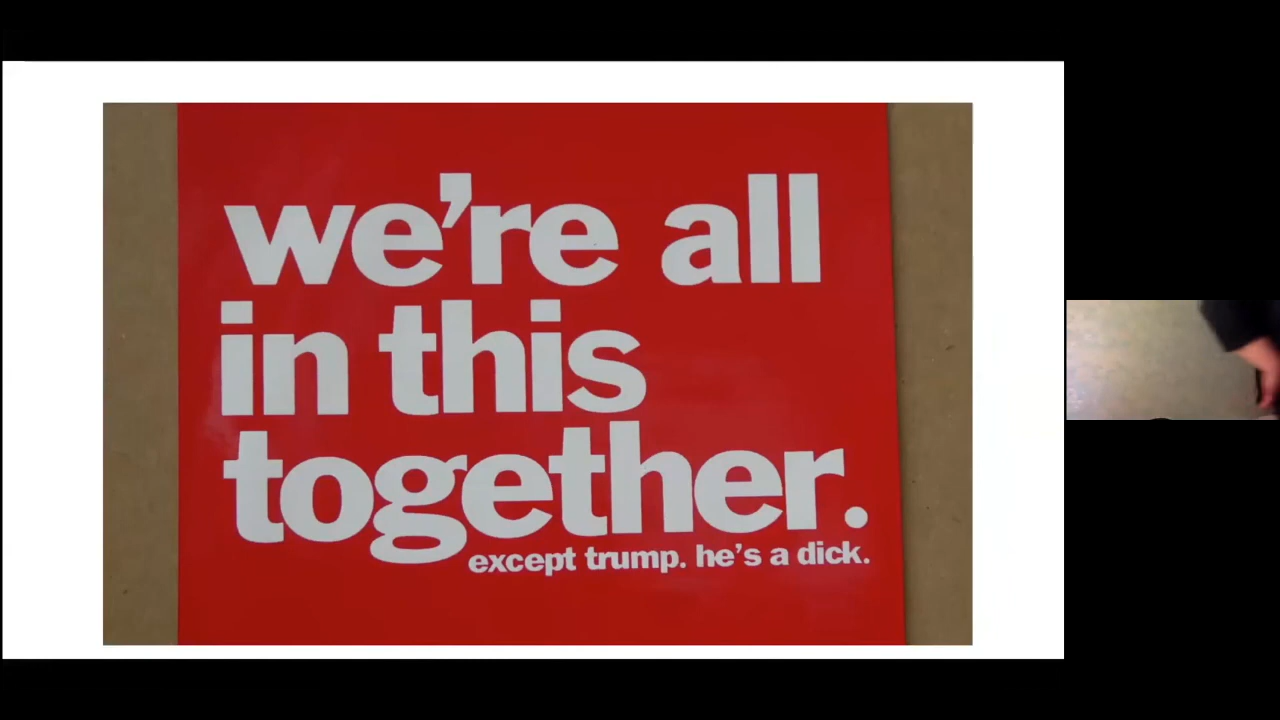 we're all
in this
together.
except trump. he's a dick.